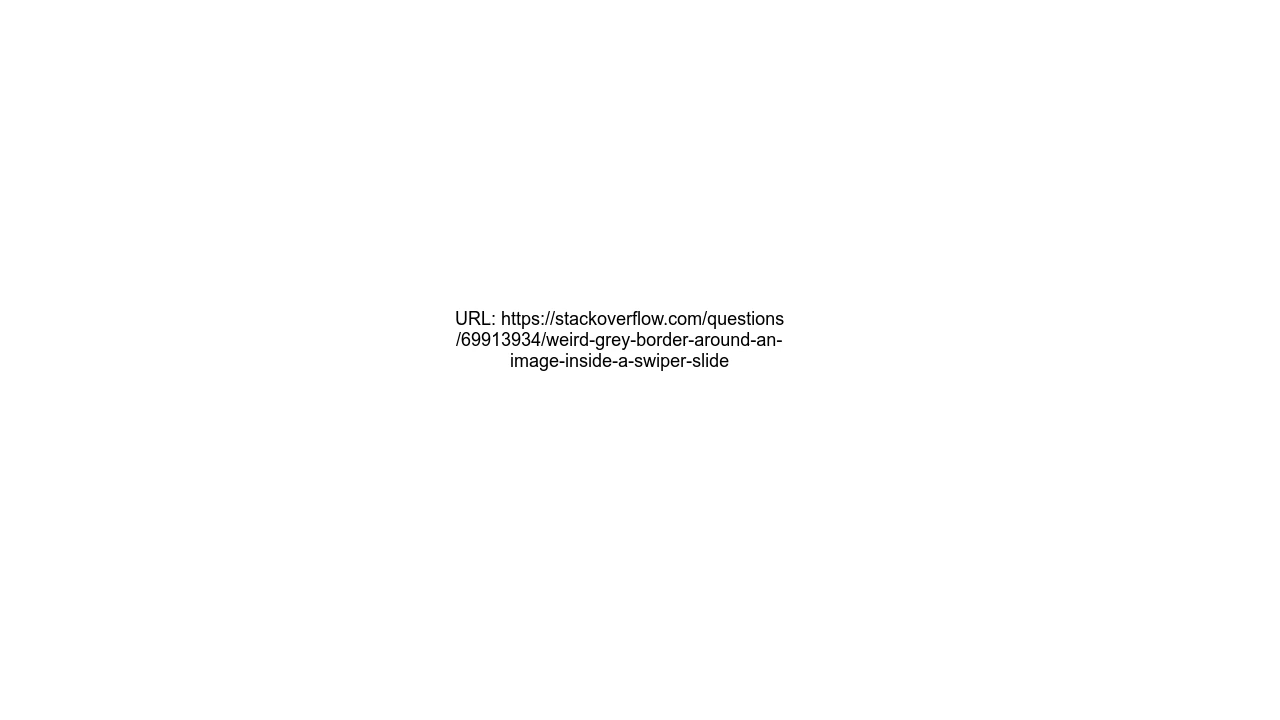 URL: https://stackoverflow.com/questions
/69913934/weird-grey-border-around-an-
image-inside-a-swiper-slide